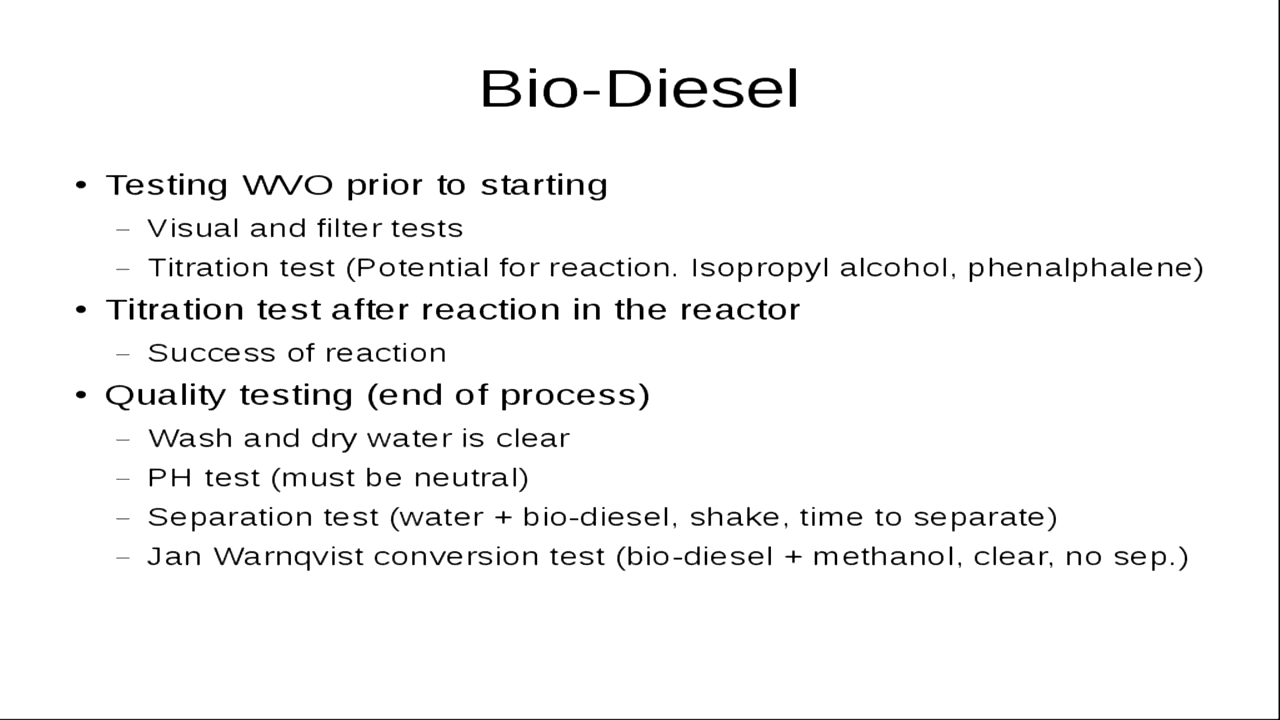 Bio-Diesel
• Testing WVO prior to starting
– Visual and filter tests
– Titration test (Potential for reaction. Isopropyl alcohol, phenalphalene)
• Titration test after reaction in the reactor
– Success of reaction
• Quality testing (end of process)
– Wash and dry water is clear
– PH test (must be neutral)
– Separation test (water + bio-diesel, shake, time to separate)
– Jan Warnqvist conversion test (bio-diesel + methanol, clear, no sep.)